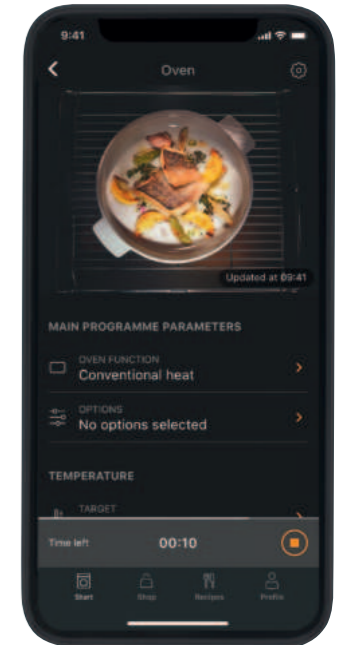 9:41
Oven
Updated at 09:41
MAIN PROGRAMME PARAMETERS
OVEN FUNCTION
Conventional heat
OPTIONS
No options selected
TEMPERATURE
TARGET
Time left
00:10
Start
Shop
Recipes
Profile